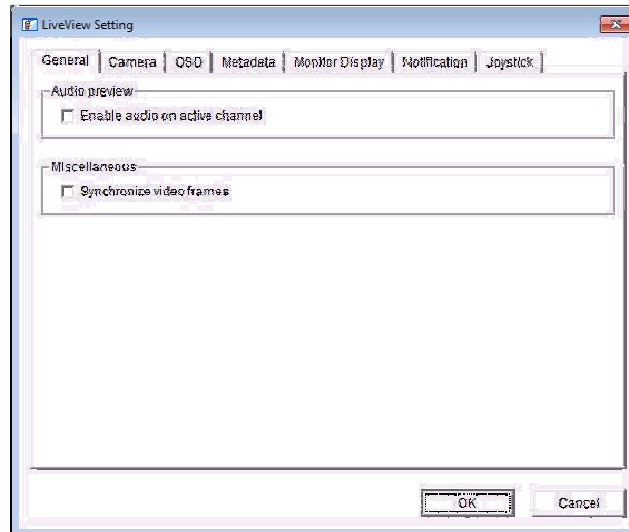 LiveView Setting
General Camera OSD Metadata Monitor Display Notification Joystick
Audio preview
Enable audio on active channel
Miscellaneous
Synchronize video frames
OK Cancel